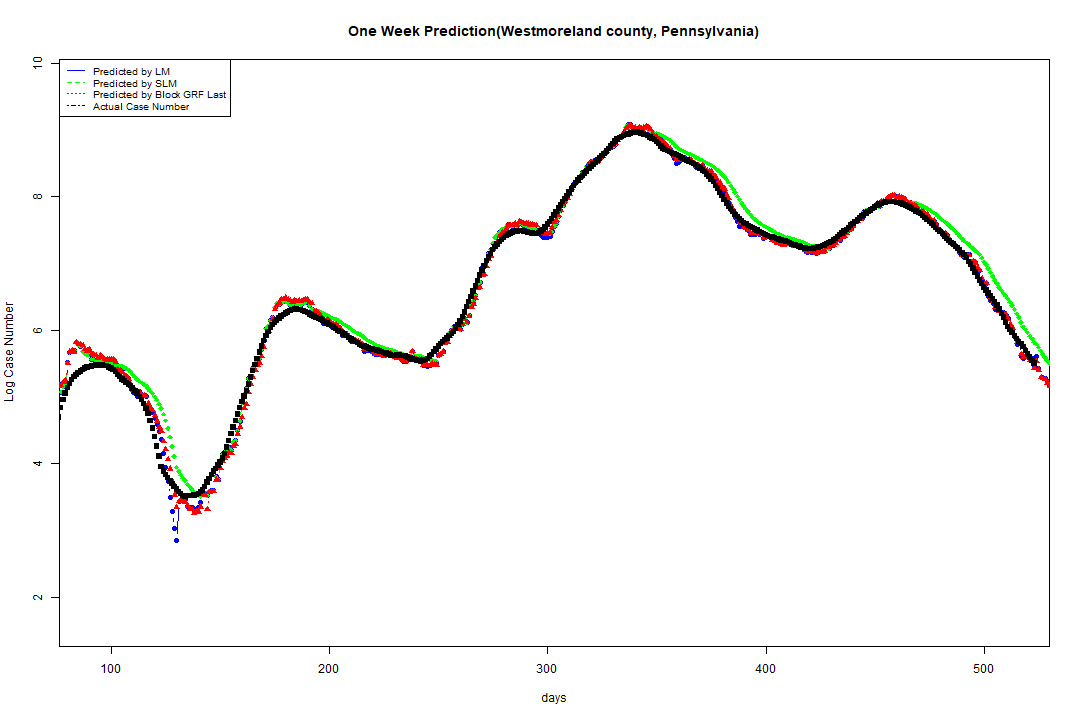 One Week Prediction(Westmoreland county, Pennsylvania)
Predicted by LM
Predicted by SLM
Predicted by Block GRF Last
Actual Case Number
10
8
6
4
2
Log Case Number
100 200 300 400 500
days